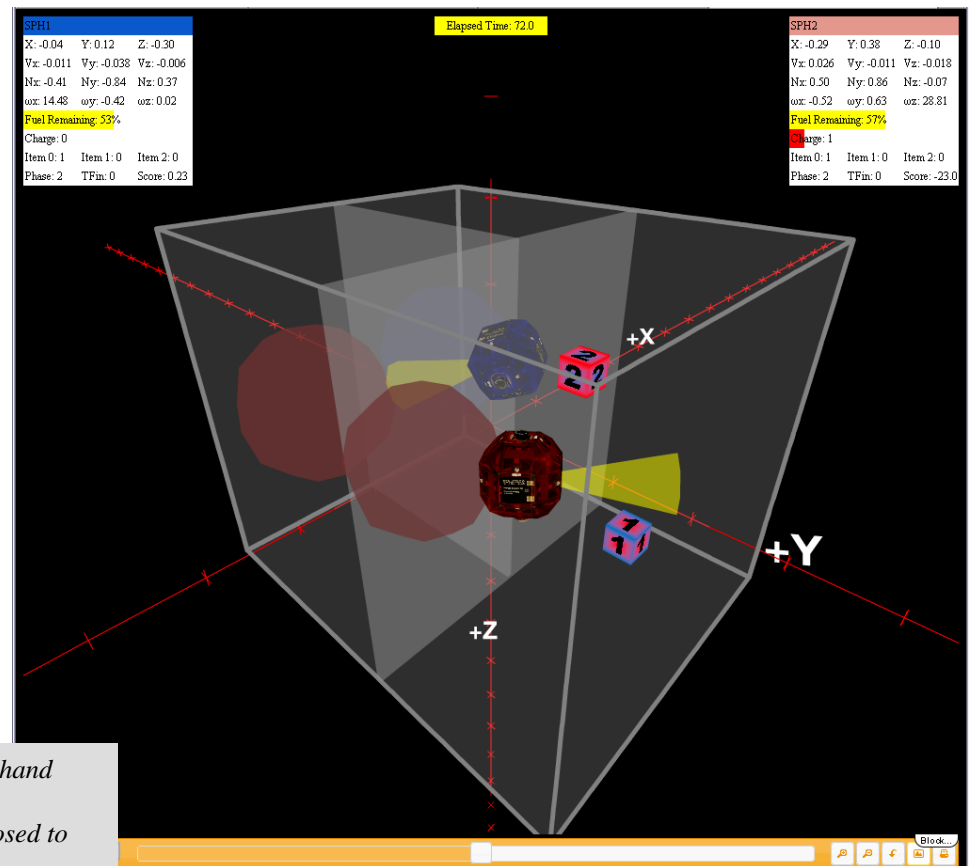 SPH1
X: -0.04 Y: 0.12 Z: -0.30
Vx: -0.011 Vy: -0.038 Vz: -0.006
Nx: -0.41 Ny: -0.84 Nz: 0.37
ωx: 14.48 ωy: -0.42 ωz: 0.02
Fuel Remaining: 53%
Charge: 0
Item 0: 1 Item 1: 0 Item 2: 0
Phase: 2 TFin: 0 Score: 0.23
Elapsed Time: 72.0
SPH2
X: -0.29 Y: 0.38 Z: -0.10
Vx: 0.026 Vy: -0.011 Vz: -0.018
Nx: 0.50 Ny: 0.86 Nz: -0.07
ωx: -0.52 ωy: 0.63 ωz: 28.81
Fuel Remaining: 57%
Charge: 1
Item 0: 1 Item 1: 0 Item 2: 0
Phase: 2 TFin: 0 Score: -23.0
+X
2
2 2
1
1 1
+Y
+Z
hand
osed to
Block...